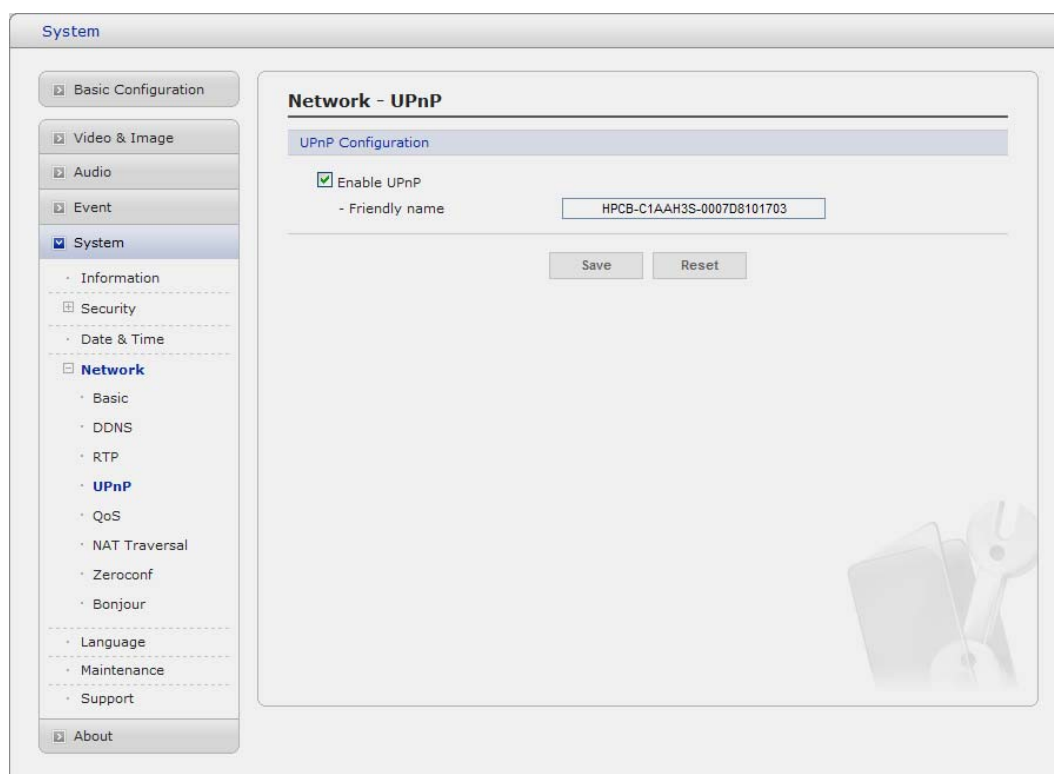 System
Basic Configuration
Video & Image
Audio
Event
System
· Information
Security
· Date & Time
Network
· Basic
· DDNS
· RTP
· UPnP
· QoS
· NAT Traversal
· Zeroconf
· Bonjour
· Language
· Maintenance
· Support
About
Network - UPnP
UPnP Configuration
Enable UPnP
- Friendly name HPCB-C1AAH3S-0007D8101703
Save Reset